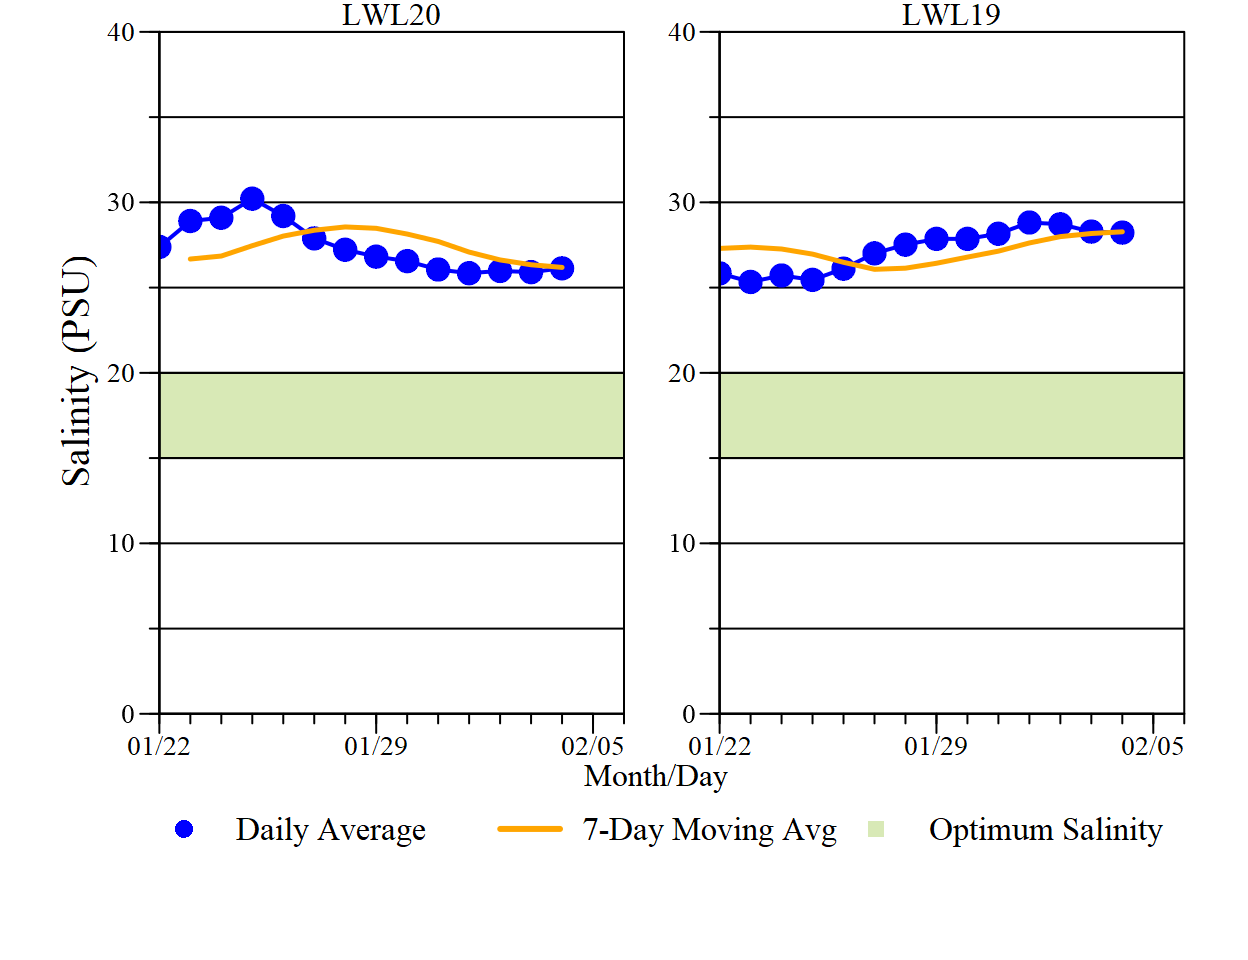 LWL20
LWL19
40
30
20
10
0
40
30
20
10
0
Salinity (PSU)
01/22
01/29
02/05
01/22
01/29
02/05
Month/Day
Daily Average
7-Day Moving Avg
Optimum Salinity